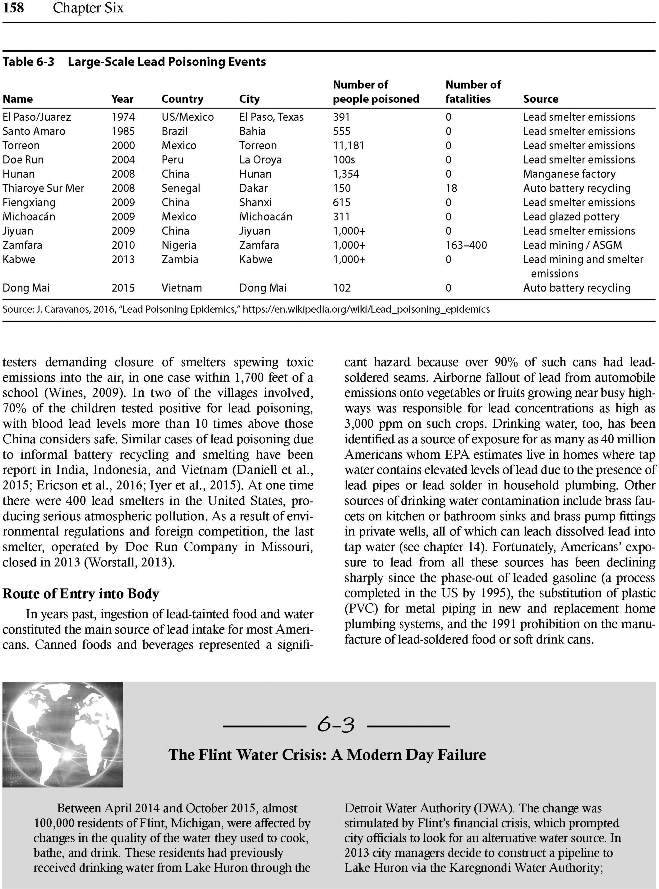 158 Chapter Six
Table 6-3 Large-Scale Lead Poisoning Events
Name Year Country City Number of people poisoned Number of fatalities Source
El Paso/Juarez 1974 US/Mexico El Paso, Texas 391 0 Lead smelter emissions
Santo Amaro 1985 Brazil Bahia 555 0 Lead smelter emissions
Torreon 2000 Mexico Torreon 11,181 0 Lead smelter emissions
Doe Run 2004 Peru La Oroya 100s 0 Lead smelter emissions
Hunan 2008 China Hunan 1,354 0 Manganese factory
Thiaroye Sur Mer 2008 Senegal Dakar 150 18 Auto battery recycling
Fiengxiang 2009 China Shanxi 615 0 Lead smelter emissions
Michoacán 2009 Mexico Michoacán 311 0 Lead glazed pottery
Jiyuan 2009 China Jiyuan 1,000+ 0 Lead smelter emissions
Zamfara 2010 Nigeria Zamfara 1,000+ 163–400 Lead mining / ASGM
Kabwe 2013 Zambia Kabwe 1,000+ 0 Lead mining and smelter
emissions
Dong Mai 2015 Vietnam Dong Mai 102 0 Auto battery recycling
Source: J. Caravanos, 2016, "Lead Poisoning Epidemics," https://en.wikipedia.org/wiki/Lead_poisoning_epidemics
testers demanding closure of smelters spewing toxic
emissions into the air, in one case within 1,700 feet of a
school (Wines, 2009). In two of the villages involved,
70% of the children tested positive for lead poisoning,
with blood lead levels more than 10 times above those
China considers safe. Similar cases of lead poisoning due
to informal battery recycling and smelting have been
report in India, Indonesia, and Vietnam (Daniell et al.,
2015; Ericson et al., 2016; Iyer et al., 2015). At one time
there were 400 lead smelters in the United States, pro-
ducing serious atmospheric pollution. As a result of envi-
ronmental regulations and foreign competition, the last
smelter, operated by Doe Run Company in Missouri,
closed in 2013 (Worstall, 2013).
Route of Entry into Body
In years past, ingestion of lead-tainted food and water
constituted the main source of lead intake for most Ameri-
cans. Canned foods and beverages represented a signifi-
cant hazard because over 90% of such cans had lead-
soldered seams. Airborne fallout of lead from automobile
emissions onto vegetables or fruits growing near busy high-
ways was responsible for lead concentrations as high as
3,000 ppm on such crops. Drinking water, too, has been
identified as a source of exposure for as many as 40 million
Americans whom EPA estimates live in homes where tap
water contains elevated levels of lead due to the presence of
lead pipes or lead solder in household plumbing. Other
sources of drinking water contamination include brass fau-
cets on kitchen or bathroom sinks and brass pump fittings
in private wells, all of which can leach dissolved lead into
tap water (see chapter 14). Fortunately, Americans' expo-
sure to lead from all these sources has been declining
sharply since the phase-out of leaded gasoline (a process
completed in the US by 1995), the substitution of plastic
(PVC) for metal piping in new and replacement home
plumbing systems, and the 1991 prohibition on the manu-
facture of lead-soldered food or soft drink cans.
6-3
The Flint Water Crisis: A Modern Day Failure
Between April 2014 and October 2015, almost
100,000 residents of Flint, Michigan, were affected by
changes in the quality of the water they used to cook,
bathe, and drink. These residents had previously
received drinking water from Lake Huron through the
Detroit Water Authority (DWA). The change was
stimulated by Flint's financial crisis, which prompted
city officials to look for an alternative water source. In
2013 city managers decide to construct a pipeline to
Lake Huron via the Karegnondi Water Authority;